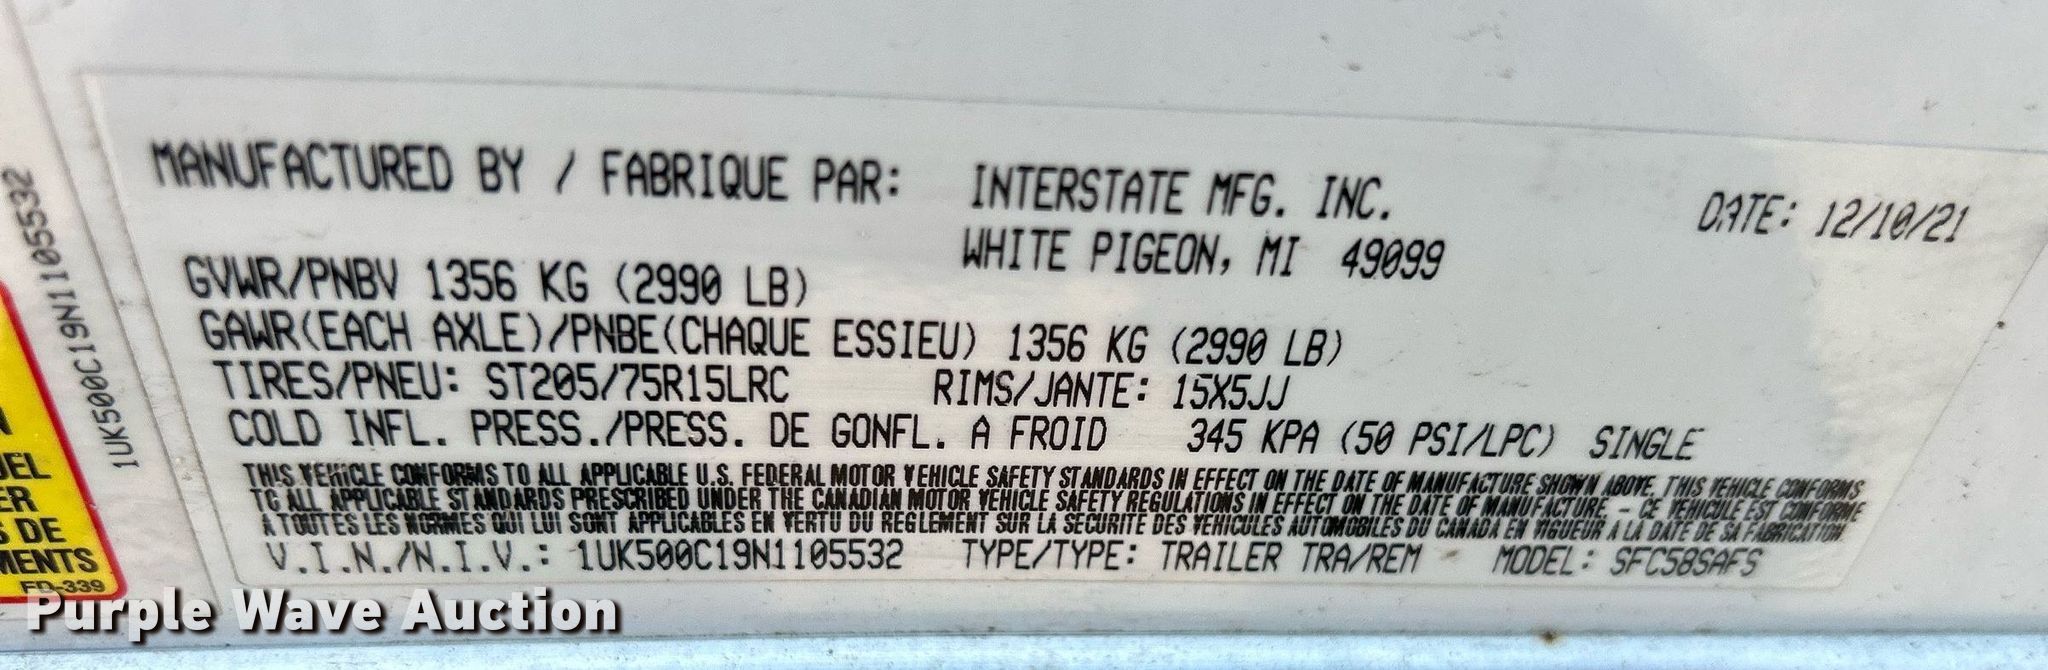 MANUFACTURED BY / FABRIQUE PAR: INTERSTATE MFG. INC. DATE: 12/10/21
WHITE PIGEON, MI 49099
GVWR/PNBV 1356 KG (2990 LB)
GAWR(EACH AXLE)/PNBE(CHAQUE ESSIEU) 1356 KG (2990 LB)
TIRES/PNEU: ST205/75R15LRC RIMS/JANTE: 15X5JJ
COLD INFL. PRESS./PRESS. DE GONFL. A FROID 345 KPA (50 PSI/LPC) SINGLE
THIS VEHICLE CONFORMS TO ALL APPLICABLE U.S. FEDERAL MOTOR VEHICLE SAFETY STANDARDS IN EFFECT ON THE DATE OF MANUFACTURE SHOWN ABOVE. THIS VEHICLE CONFORMS
TO ALL APPLICABLE STANDARDS PRESCRIBED UNDER THE CANADIAN MOTOR VEHICLE SAFETY REGULATIONS IN EFFECT ON THE DATE OF MANUFACTURE. - CE VEHICULE EST CONFORME
A TOUTES LES NORMES QUI LUI SONT APPLICABLES EN VERTU DU REGLEMENT SUR LA SECURITE DES VEHICULES AUTOMOBILES DU CANADA EN VIGUEUR A LA DATE DE SA FABRICATION
V.I.N./N.I.V.: 1UK500C19N1105532 TYPE/TYPE: TRAILER TRA/REM MODEL: SFC58SAFS
1UK500C19N1105532
ER
DE
FD-339
Purple Wave Auction